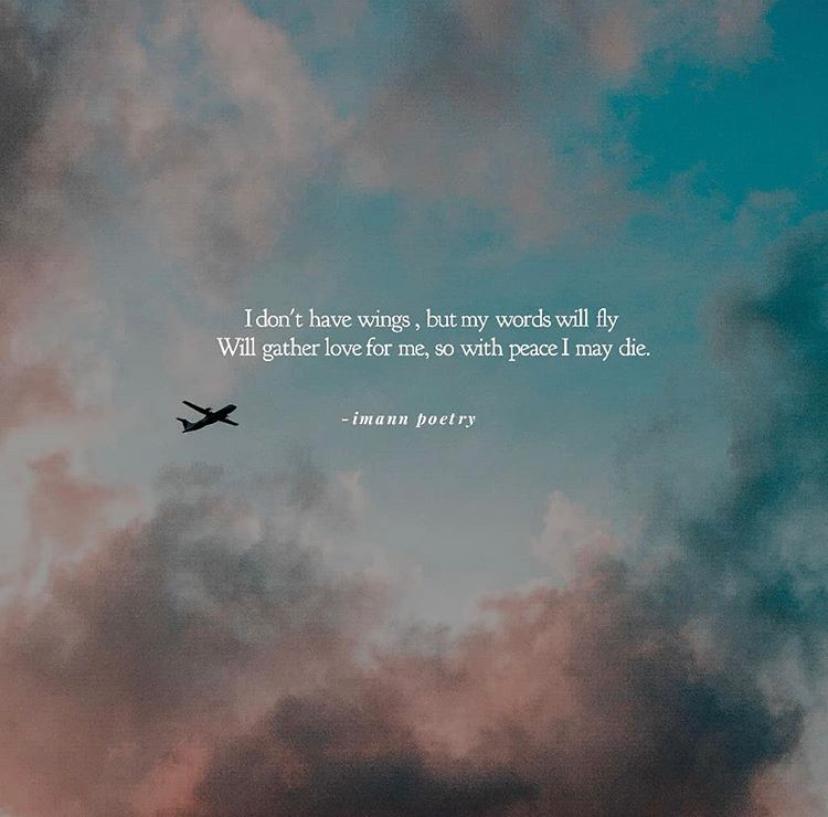 I don't have wings , but my words will fly
Will gather love for me, so with peace I may die.
-imann poetry